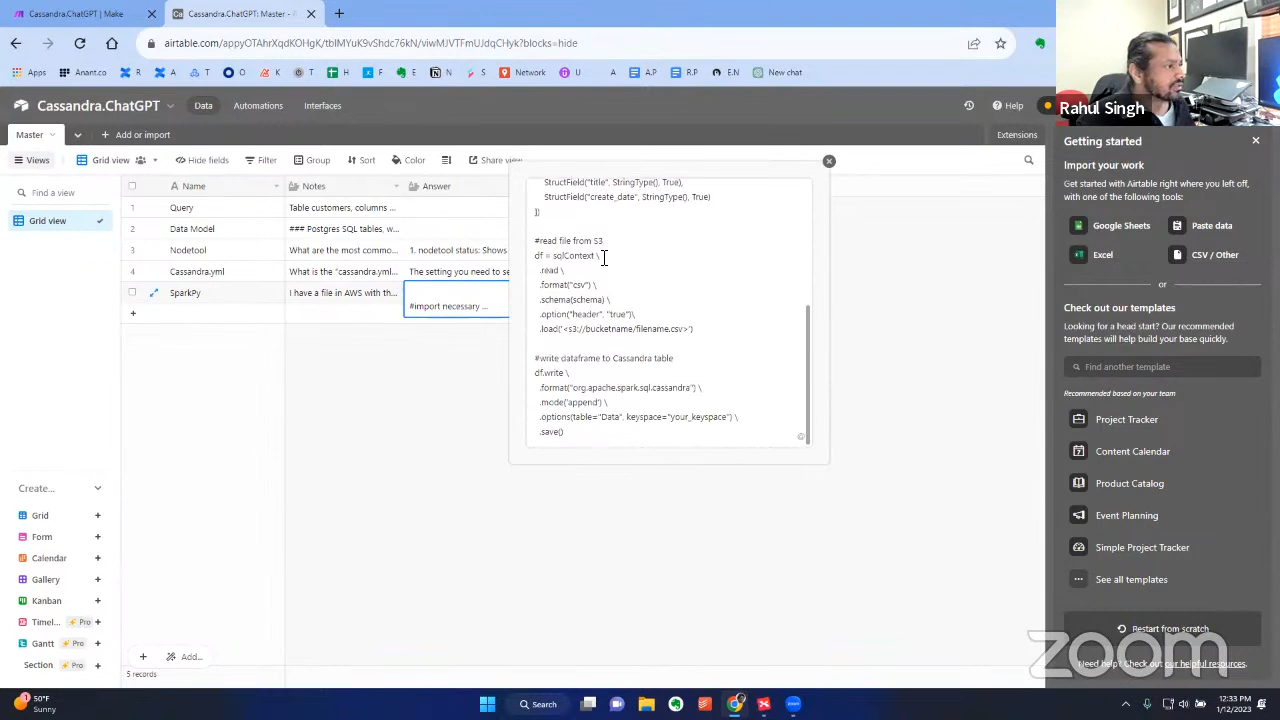 Cassandra.ChatGPT | Make
Cassandra.ChatGPT: Master - G
airtable.com/appyOTAhrXqdKOHgK/tblMYuK9vShdc76kN/viwMJVTFmUJdqCHyk?blocks=hide
Apps
Anant.co
R
S
J
O
K
G
H
F
E
N
S
Network
U
A
A.P
R.P
E.N
New chat
Rahul Singh
Cassandra.ChatGPT
Data
Automations
Interfaces
Help
Master
Add or import
Extensions
Views
Grid view
Hide fields
Filter
Group
Sort
Color
Share view
Find a view
Grid view
Name
Notes
Answer
1
Query
Table customers, columns ...
2
Data Model
### Postgres SQL tables, w...
3
Nodetool
What are the most commo...
1. nodetool status: Shows
4
Cassandra.yml
What is the "cassandra.yml...
The setting you need to se
SparkPy
I have a file in AWS with th...
#import necessary ...
StructField("title", StringType(), True),
StructField("create_date", StringType(), True)
])
#read file from S3
df = sqlContext \
.read \
.format("csv") \
.schema(schema) \
.option("header", "true")\
.load('<s3://bucketname/filename.csv>')
#write dataframe to Cassandra table
df.write \
.format("org.apache.spark.sql.cassandra") \
.mode('append') \
.options(table="Data", keyspace="your_keyspace") \
.save()
Create...
Grid
Form
Calendar
Gallery
Kanban
Timel...
Pro
Gantt
Pro
Section
Pro
Add...
5 records
Getting started
Import your work
Get started with Airtable right where you left off,
with one of the following tools:
Google Sheets
Paste data
Excel
CSV / Other
or
Check out our templates
Looking for a head start? Our recommended
templates will help build your base quickly.
Find another template
Recommended based on your team
Project Tracker
Content Calendar
Product Catalog
Event Planning
Simple Project Tracker
See all templates
Restart from scratch
Need help? Check out our helpful resources.
zoom
50°F
Sunny
Search
12:33 PM
1/12/2023